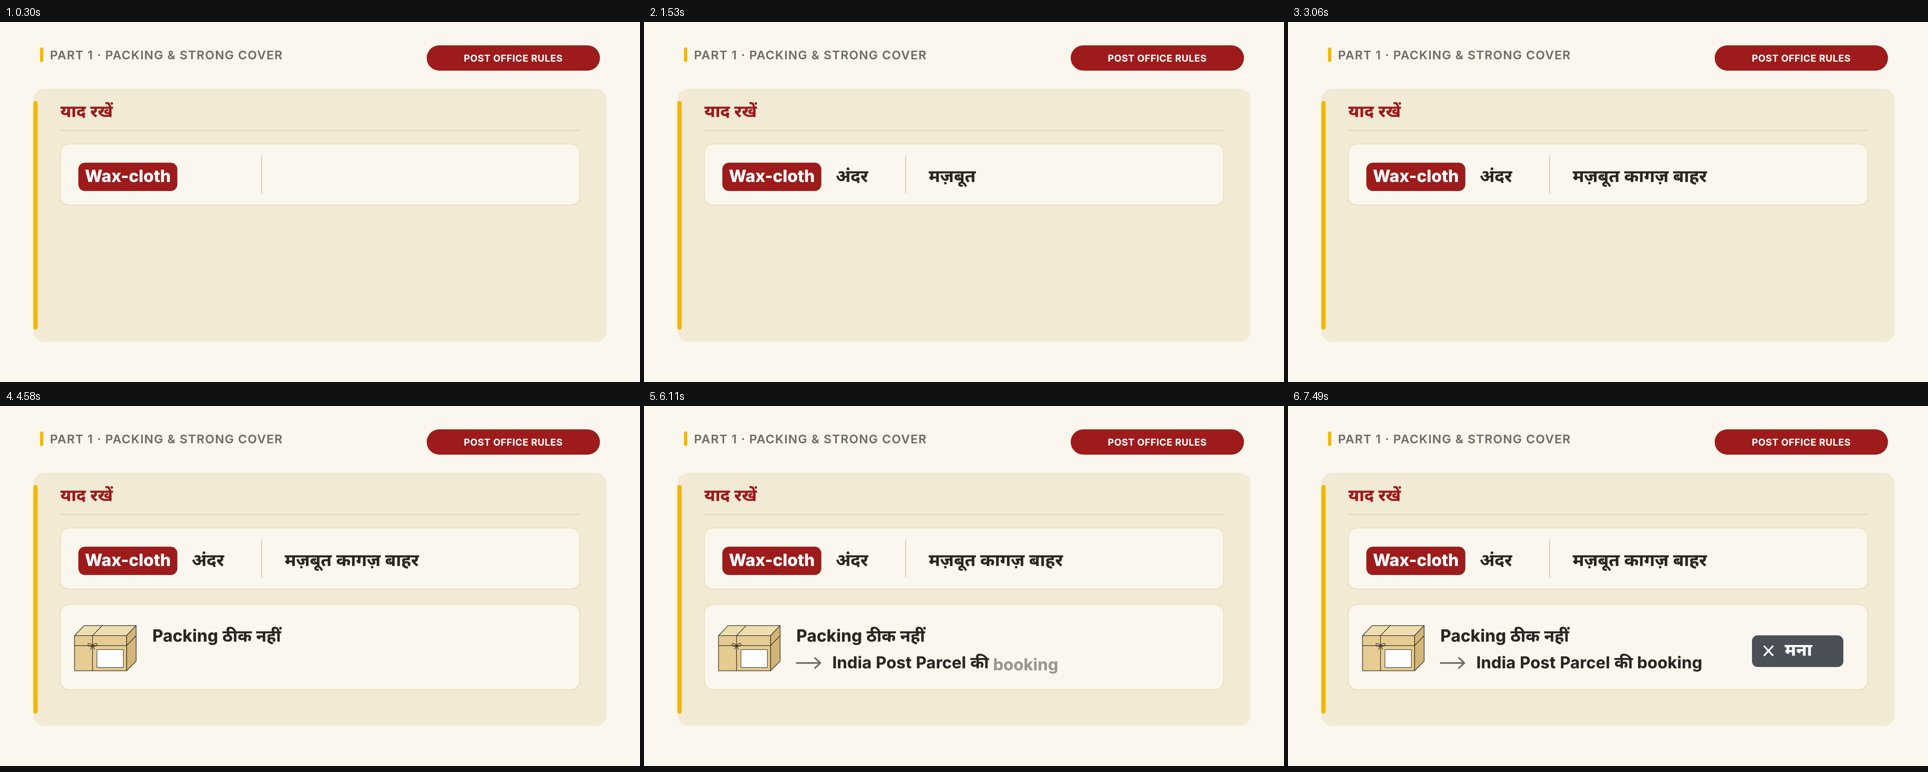 1. 0.30s
PART 1 · PACKING & STRONG COVER
POST OFFICE RULES
याद रखें
Wax-cloth
2. 1.53s
PART 1 · PACKING & STRONG COVER
POST OFFICE RULES
याद रखें
Wax-cloth अंदर मज़बूत
3. 3.06s
PART 1 · PACKING & STRONG COVER
POST OFFICE RULES
याद रखें
Wax-cloth अंदर मज़बूत कागज़ बाहर
4. 4.58s
PART 1 · PACKING & STRONG COVER
POST OFFICE RULES
याद रखें
Wax-cloth अंदर मज़बूत कागज़ बाहर
Packing ठीक नहीं
5. 6.11s
PART 1 · PACKING & STRONG COVER
POST OFFICE RULES
याद रखें
Wax-cloth अंदर मज़बूत कागज़ बाहर
Packing ठीक नहीं
→ India Post Parcel की booking
6. 7.49s
PART 1 · PACKING & STRONG COVER
POST OFFICE RULES
याद रखें
Wax-cloth अंदर मज़बूत कागज़ बाहर
Packing ठीक नहीं
→ India Post Parcel की booking
× मना